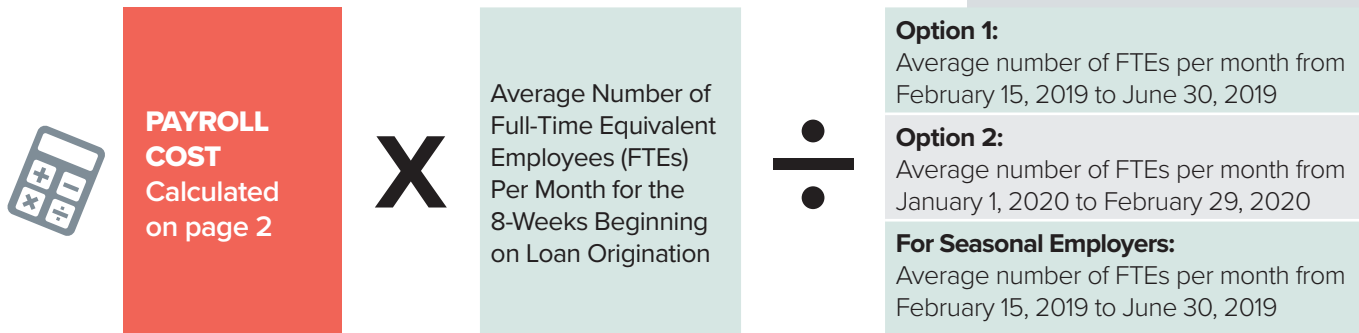 PAYROLL
COST
Calculated
on page 2
X
Average Number of
Full-Time Equivalent
Employees (FTEs)
Per Month for the
8-Weeks Beginning
on Loan Origination
÷
Option 1:
Average number of FTEs per month from
February 15, 2019 to June 30, 2019
Option 2:
Average number of FTEs per month from
January 1, 2020 to February 29, 2020
For Seasonal Employers:
Average number of FTEs per month from
February 15, 2019 to June 30, 2019